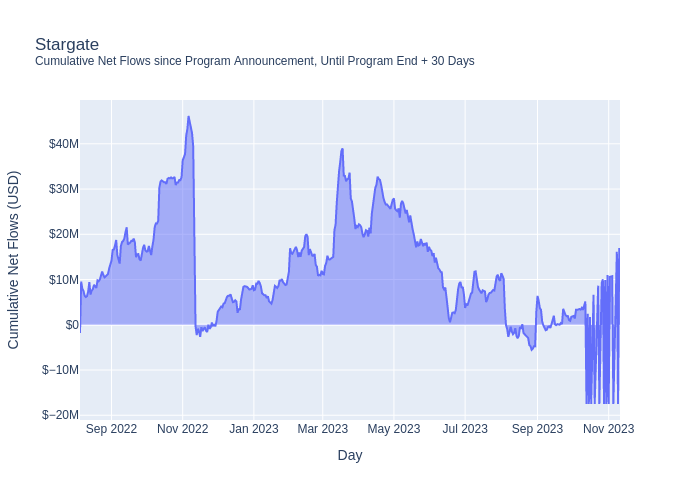 Stargate
Cumulative Net Flows since Program Announcement, Until Program End + 30 Days
Cumulative Net Flows (USD)
$40M
$30M
$20M
$10M
$0
$−10M
$−20M
Sep 2022 Nov 2022 Jan 2023 Mar 2023 May 2023 Jul 2023 Sep 2023 Nov 2023
Day